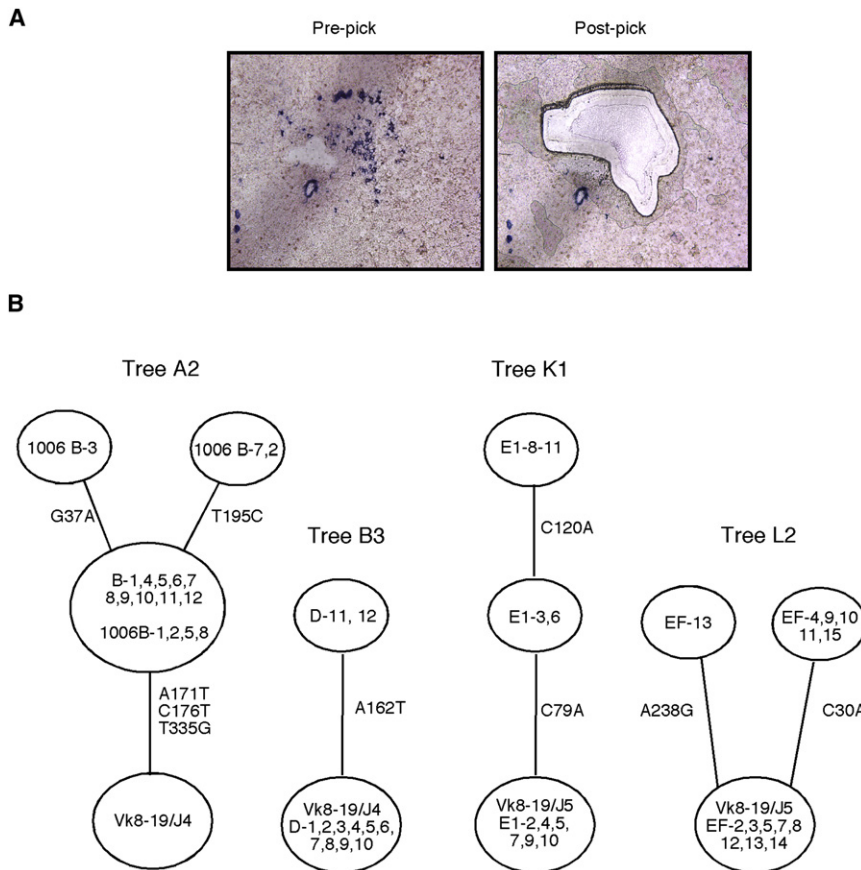 A
Pre-pick
Post-pick
B
Tree A2
Tree K1
1006 B-3
1006 B-7,2
E1-8-11
G37A
T195C
C120A
Tree B3
Tree L2
B-1,4,5,6,7
8,9,10,11,12
1006B-1,2,5,8
D-11, 12
E1-3,6
EF-13
EF-4,9,10
11,15
A171T
C176T
T335G
A162T
C79A
A238G
C30A
Vk8-19/J4
Vk8-19/J4
D-1,2,3,4,5,6,
7,8,9,10
Vk8-19/J5
E1-2,4,5,
7,9,10
Vk8-19/J5
EF-2,3,5,7,8
12,13,14